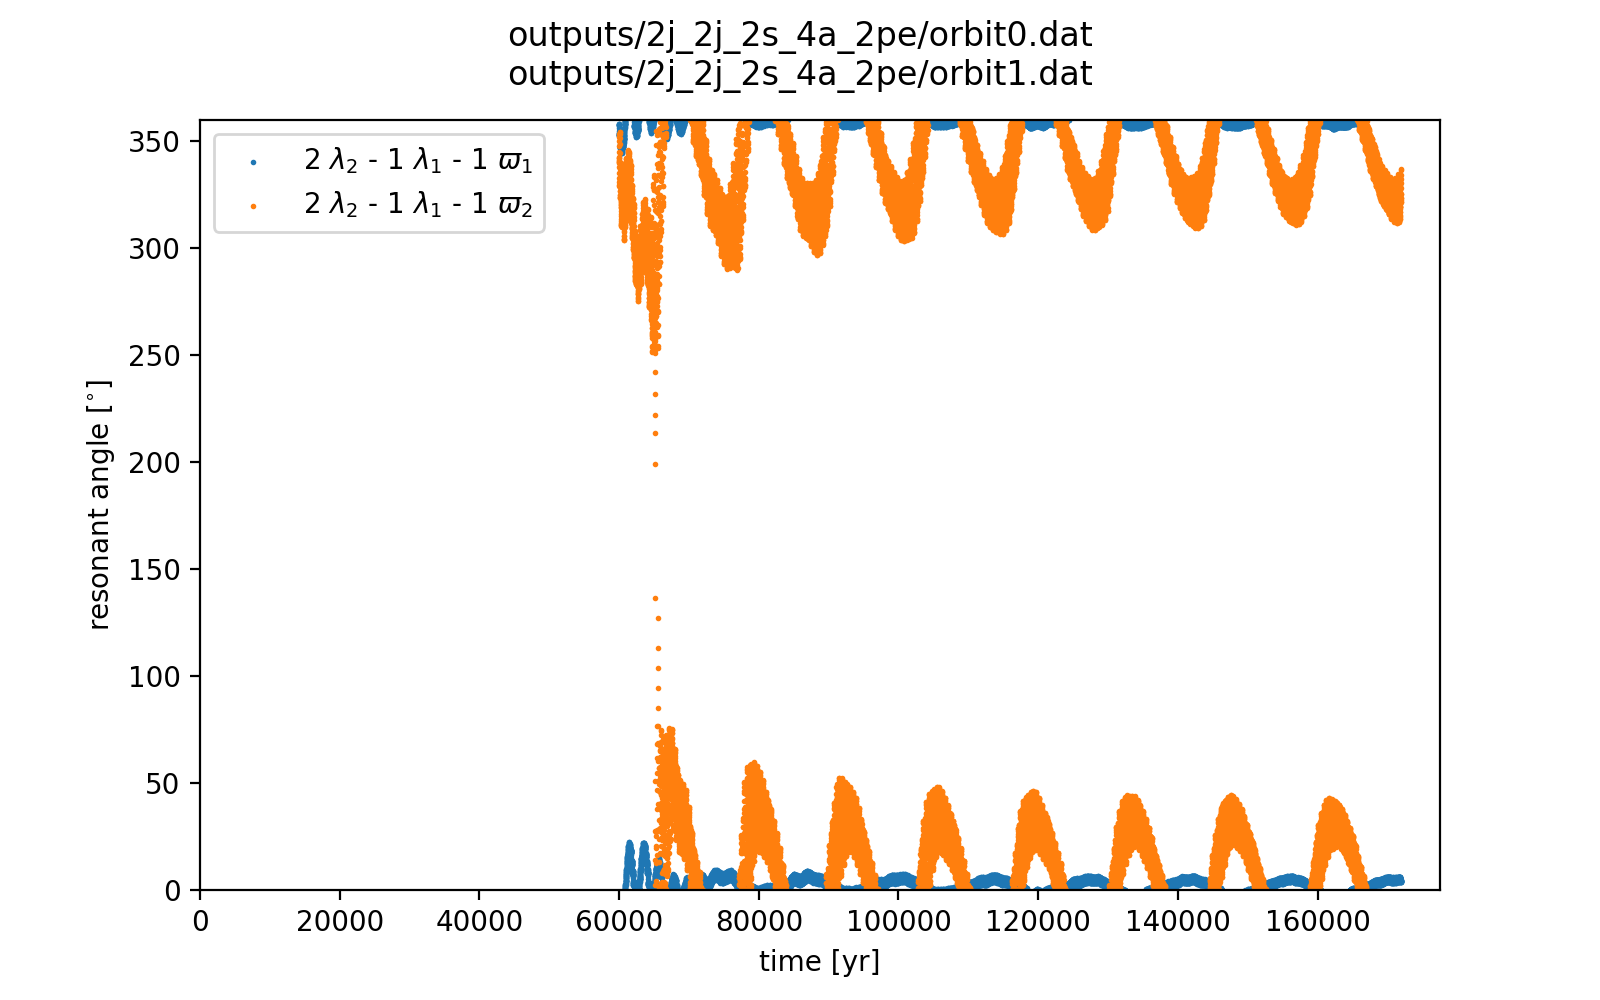 outputs/2j_2j_2s_4a_2pe/orbit0.dat
outputs/2j_2j_2s_4a_2pe/orbit1.dat
2 λ₂ - 1 λ₁ - 1 ϖ₁
2 λ₂ - 1 λ₁ - 1 ϖ₂
resonant angle [°]
350
300
250
200
150
100
50
0
0 20000 40000 60000 80000 100000 120000 140000 160000
time [yr]